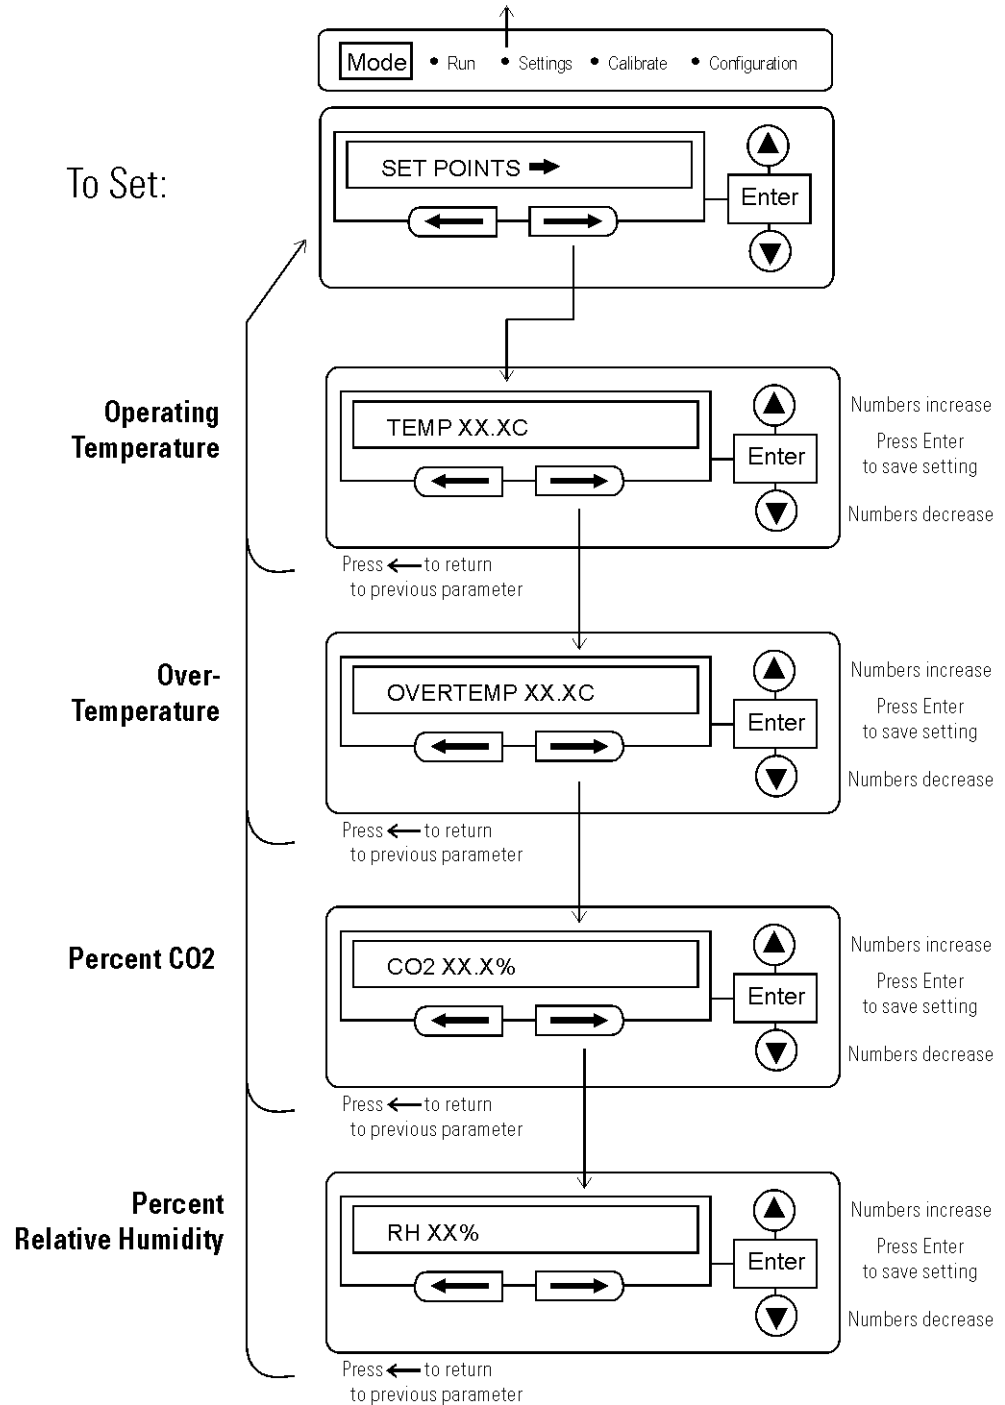 Mode • Run • Settings • Calibrate • Configuration
To Set:
SET POINTS ➡
Enter
Operating
Temperature
TEMP XX.XC
Enter
Numbers increase
Press Enter
to save setting
Numbers decrease
Press ← to return
to previous parameter
Over-
Temperature
OVERTEMP XX.XC
Enter
Numbers increase
Press Enter
to save setting
Numbers decrease
Press ← to return
to previous parameter
Percent CO2
CO2 XX.X%
Enter
Numbers increase
Press Enter
to save setting
Numbers decrease
Press ← to return
to previous parameter
Percent
Relative Humidity
RH XX%
Enter
Numbers increase
Press Enter
to save setting
Numbers decrease
Press ← to return
to previous parameter